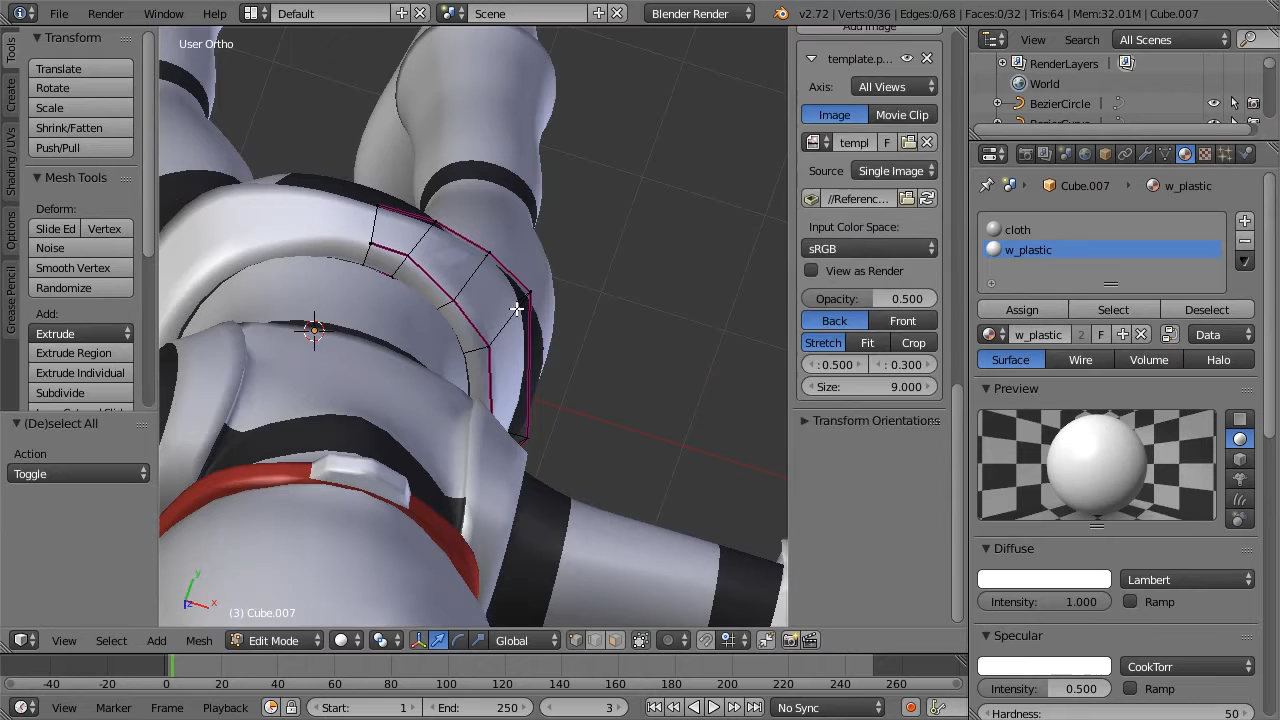 File Render Window Help Default Scene Blender Render v2.72 | Verts:0/36 | Edges:0/68 | Faces:0/32 | Tris:64 | Mem:32.01M | Cube.007
Tools
Create
Shading / UVs
Options
Grease Pencil
Transform
Translate
Rotate
Scale
Shrink/Fatten
Push/Pull
Mesh Tools
Deform:
Slide Ed Vertex
Noise
Smooth Vertex
Randomize
Add:
Extrude
Extrude Region
Extrude Individual
Subdivide
(De)select All
Action
Toggle
User Ortho
y
z x
(3) Cube.007
View Select Add Mesh Edit Mode Global
template.p...
Axis: All Views
Image Movie Clip
templ F
Source Single Image
//Referenc...
Input Color Space:
sRGB
View as Render
Opacity: 0.500
Back Front
Stretch Fit Crop
: 0.500 : 0.300
Size: 9.000
Transform Orientations
View Search All Scenes
RenderLayers
World
BezierCircle
Cube.007 w_plastic
cloth
w_plastic
Assign Select Deselect
w_plastic 2 F Data
Surface Wire Volume Halo
Preview
Diffuse
Lambert
Intensity: 1.000 Ramp
Specular
CookTorr
Intensity: 0.500 Ramp
Hardness: 50
-40 -20 0 20 40 60 80 100 120 140 160 180 200 220 240 260
View Marker Frame Playback Start: 1 End: 250 3 No Sync